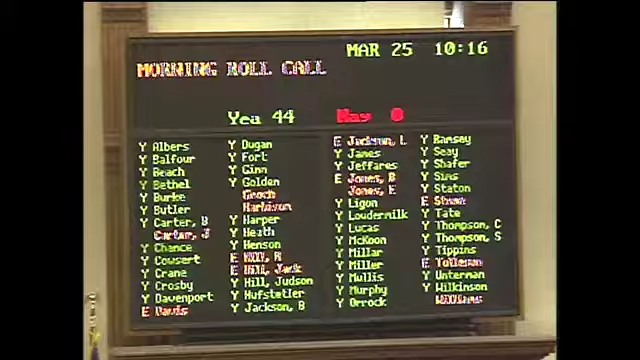 MAR 25 10:16
MORNING ROLL CALL
Yea 44 Nay 0
Y Albers
Y Balfour
Y Beach
Y Bethel
Y Burke
Y Butler
Y Carter, B
Carter, J
Y Chance
Y Cowsert
Y Crane
Y Crosby
Y Davenport
E Davis
Y Dugan
Y Fort
Y Ginn
Y Golden
Gooch
Harbison
Y Harper
Y Heath
Y Henson
E Hill, H
E Hill, Jack
Y Hill, Judson
Y Hufstetler
Y Jackson, B
E Jackson, L
Y James
Y Jeffares
E Jones, B
Jones, E
Y Ligon
Y Loudermilk
Y Lucas
Y McKoon
Y Millar
Y Miller
Y Mullis
Y Murphy
Y Orrock
Y Ramsey
Y Seay
Y Shafer
Y Sims
Y Staton
E Stone
Y Tate
Y Thompson, C
Y Thompson, S
Y Tippins
E Tolleson
Y Unterman
Y Wilkinson
Williams